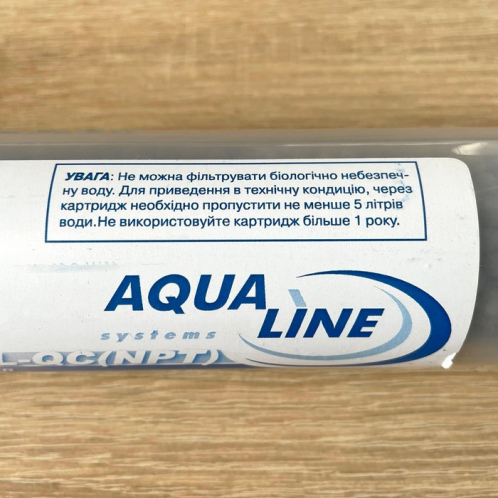 УВАГА: Не можна фільтрувати біологічно небезпеч-
ну воду. Для приведення в технічну кондицію, через
картридж необхідно пропустити не менше 5 літрів
води.Не використовуйте картридж більше 1 року.
AQUA
LÌNE
systems
L-QC(NPT)